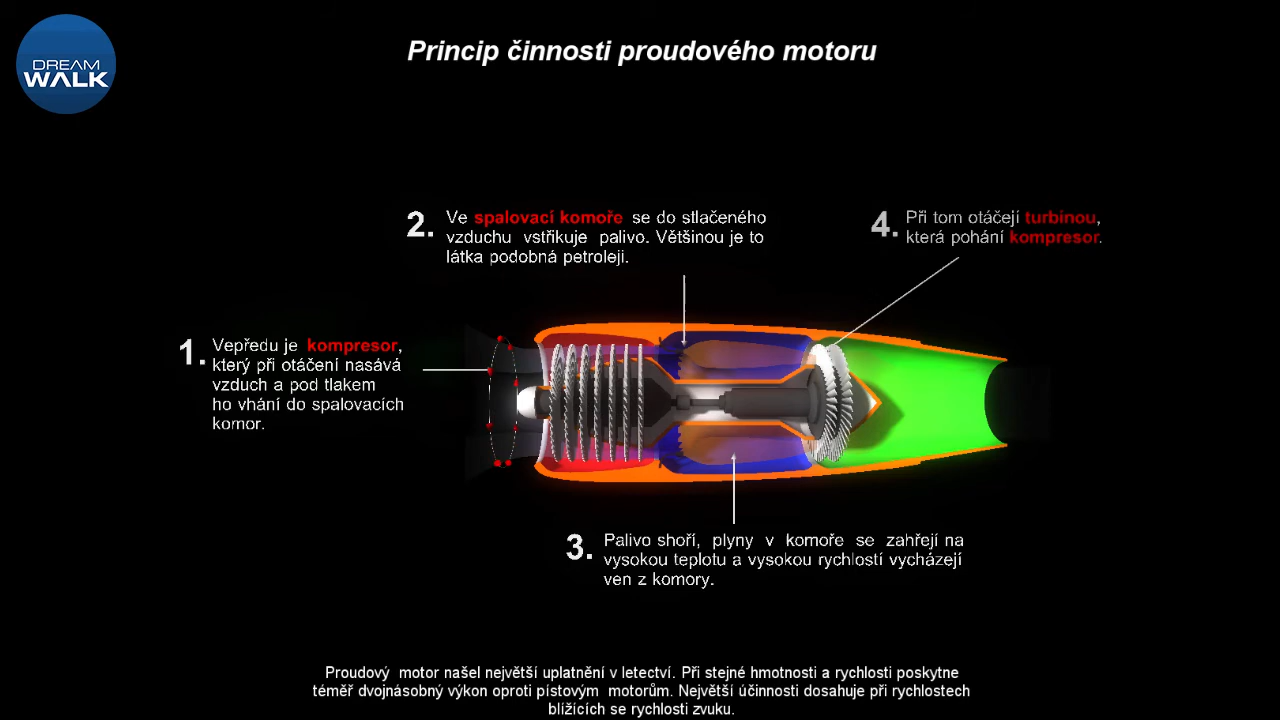 DREAM
WALK
Princip činnosti proudového motoru
2. Ve spalovací komoře se do stlačeného
vzduchu vstřikuje palivo. Většinou je to
látka podobná petroleji.
4. Při tom otáčejí turbinou,
která pohání kompresor.
1. Vepředu je kompresor,
který při otáčení nasává
vzduch a pod tlakem
ho vhání do spalovacích
komor.
3. Palivo shoří, plyny v komoře se zahřejí na
vysokou teplotu a vysokou rychlostí vycházejí
ven z komory.
Proudový motor našel největší uplatnění v letectví. Při stejné hmotnosti a rychlosti poskytne
téměř dvojnásobný výkon oproti pístovým motorům. Největší účinnosti dosahuje při rychlostech
blížících se rychlosti zvuku.